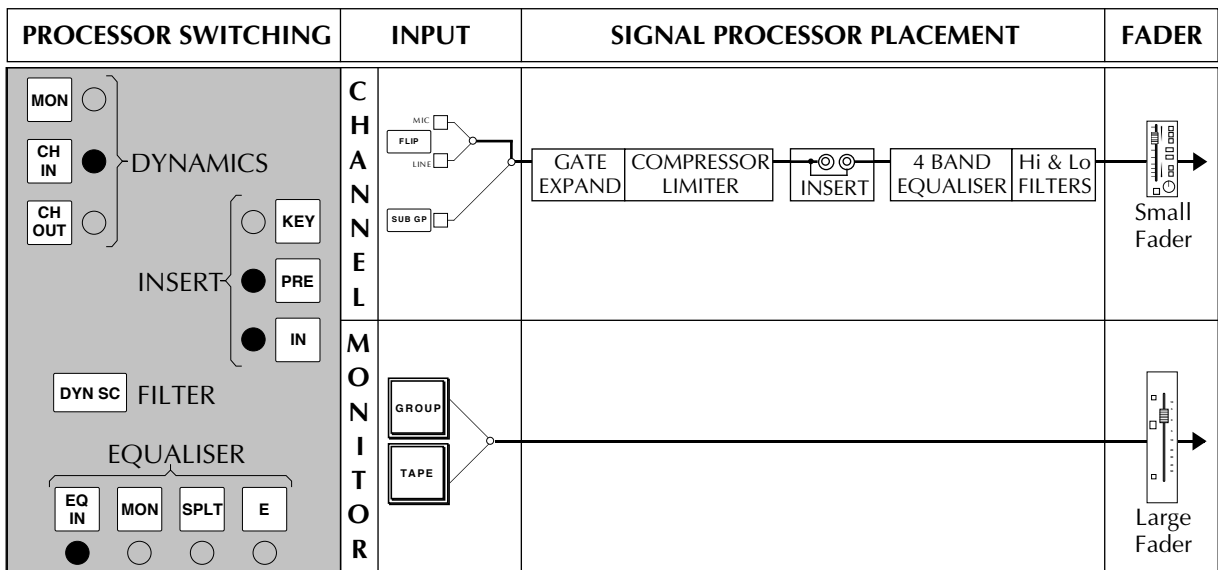 PROCESSOR SWITCHING
INPUT
SIGNAL PROCESSOR PLACEMENT
FADER
MON
CH
IN
CH
OUT
DYNAMICS
KEY
PRE
IN
INSERT
DYN SC
FILTER
EQUALISER
EQ
IN
MON
SPLT
E
CHANNEL
MIC
FLIP
LINE
SUB GP
GATE
EXPAND
COMPRESSOR
LIMITER
INSERT
4 BAND
EQUALISER
Hi & Lo
FILTERS
Small
Fader
MONITOR
GROUP
TAPE
Large
Fader